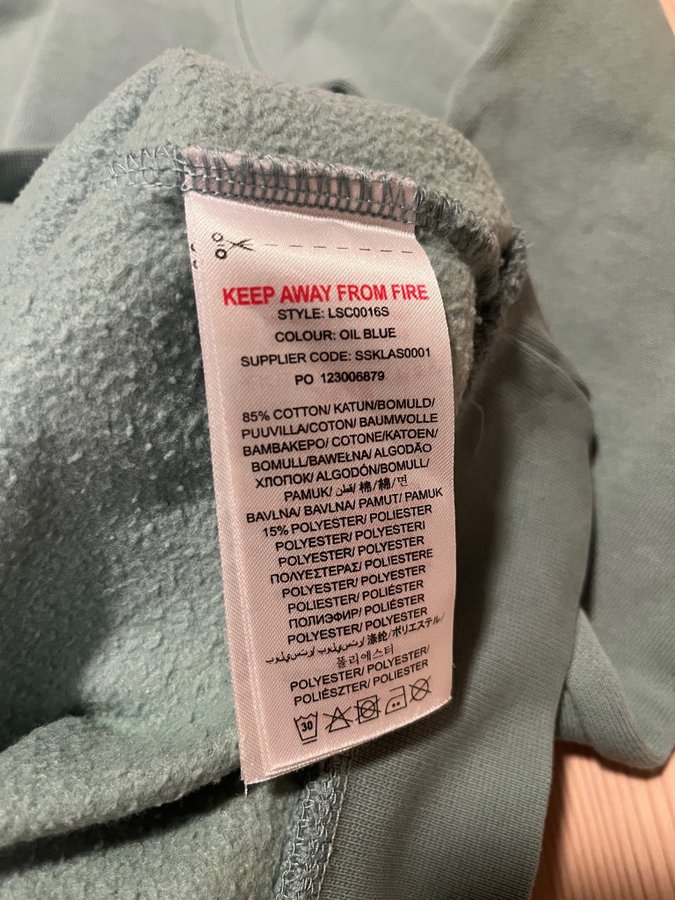 KEEP AWAY FROM FIRE
STYLE: LSC0016S
COLOUR: OIL BLUE
SUPPLIER CODE: SSKLAS0001
PO 123006879
85% COTTON/ KATUN/BOMULD/
PUUVILLA/COTON/ BAUMWOLLE
ΒΑΜΒΑΚΕΡΟ/ COTONE/KATOEN/
BOMULL/BAWEŁNA/ ALGODÃO
ХЛОПОК/ ALGODÓN/BOMULL/
PAMUK/ قطن/ 棉/ 綿/ 면
BAVLNA/ BAVLNA/ PAMUT/ PAMUK
15% POLYESTER/ POLIESTER
POLYESTER/ POLYESTERI
POLYESTER/ POLYESTER
ΠΟΛΥΕΣΤΕΡΑΣ/ POLIESTERE
POLYESTER/ POLYESTER
POLIESTER/ POLIÉSTER
ПОЛИЭФИР/ POLIÉSTER
POLYESTER/ POLYESTER
涤纶/ポリエステル/
폴리에스터
POLYESTER/ POLYESTER/
POLIÉSZTER/ POLIESTER
30